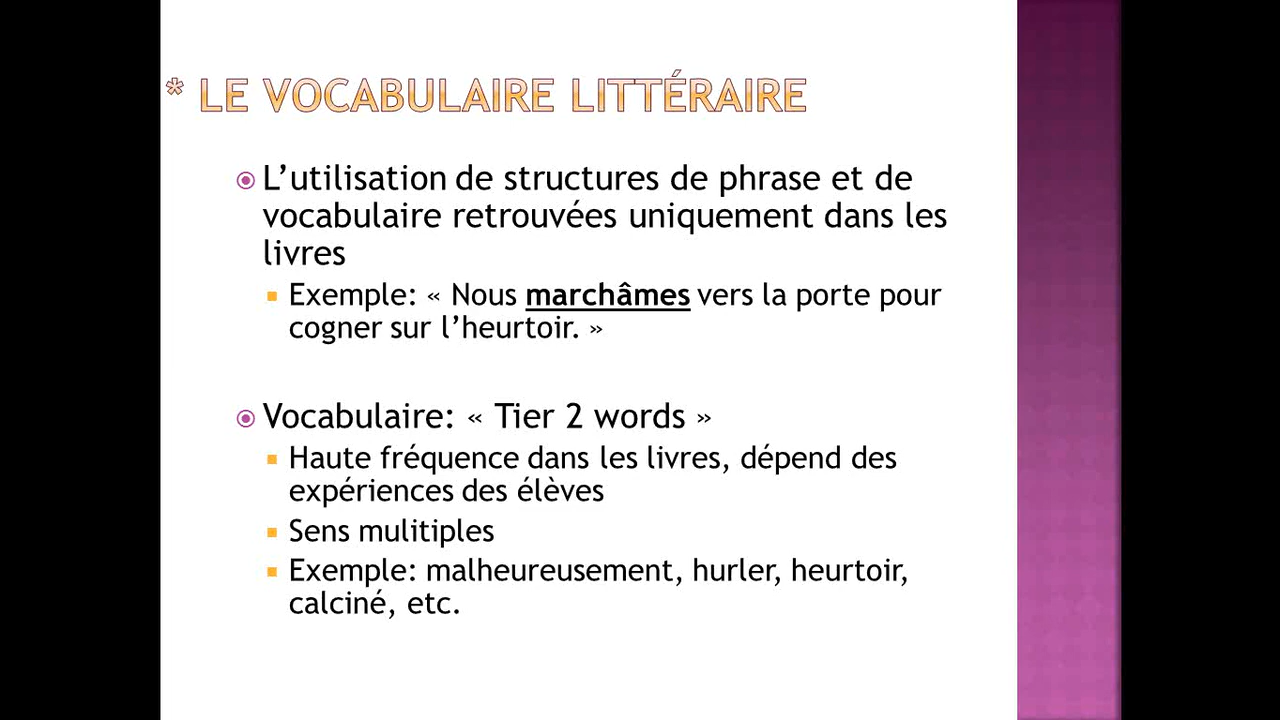 * LE VOCABULAIRE LITTÉRAIRE
L’utilisation de structures de phrase et de
vocabulaire retrouvées uniquement dans les
livres
Exemple: « Nous marchâmes vers la porte pour
cogner sur l’heurtoir. »
Vocabulaire: « Tier 2 words »
Haute fréquence dans les livres, dépend des
expériences des élèves
Sens mulitiples
Exemple: malheureusement, hurler, heurtoir,
calciné, etc.